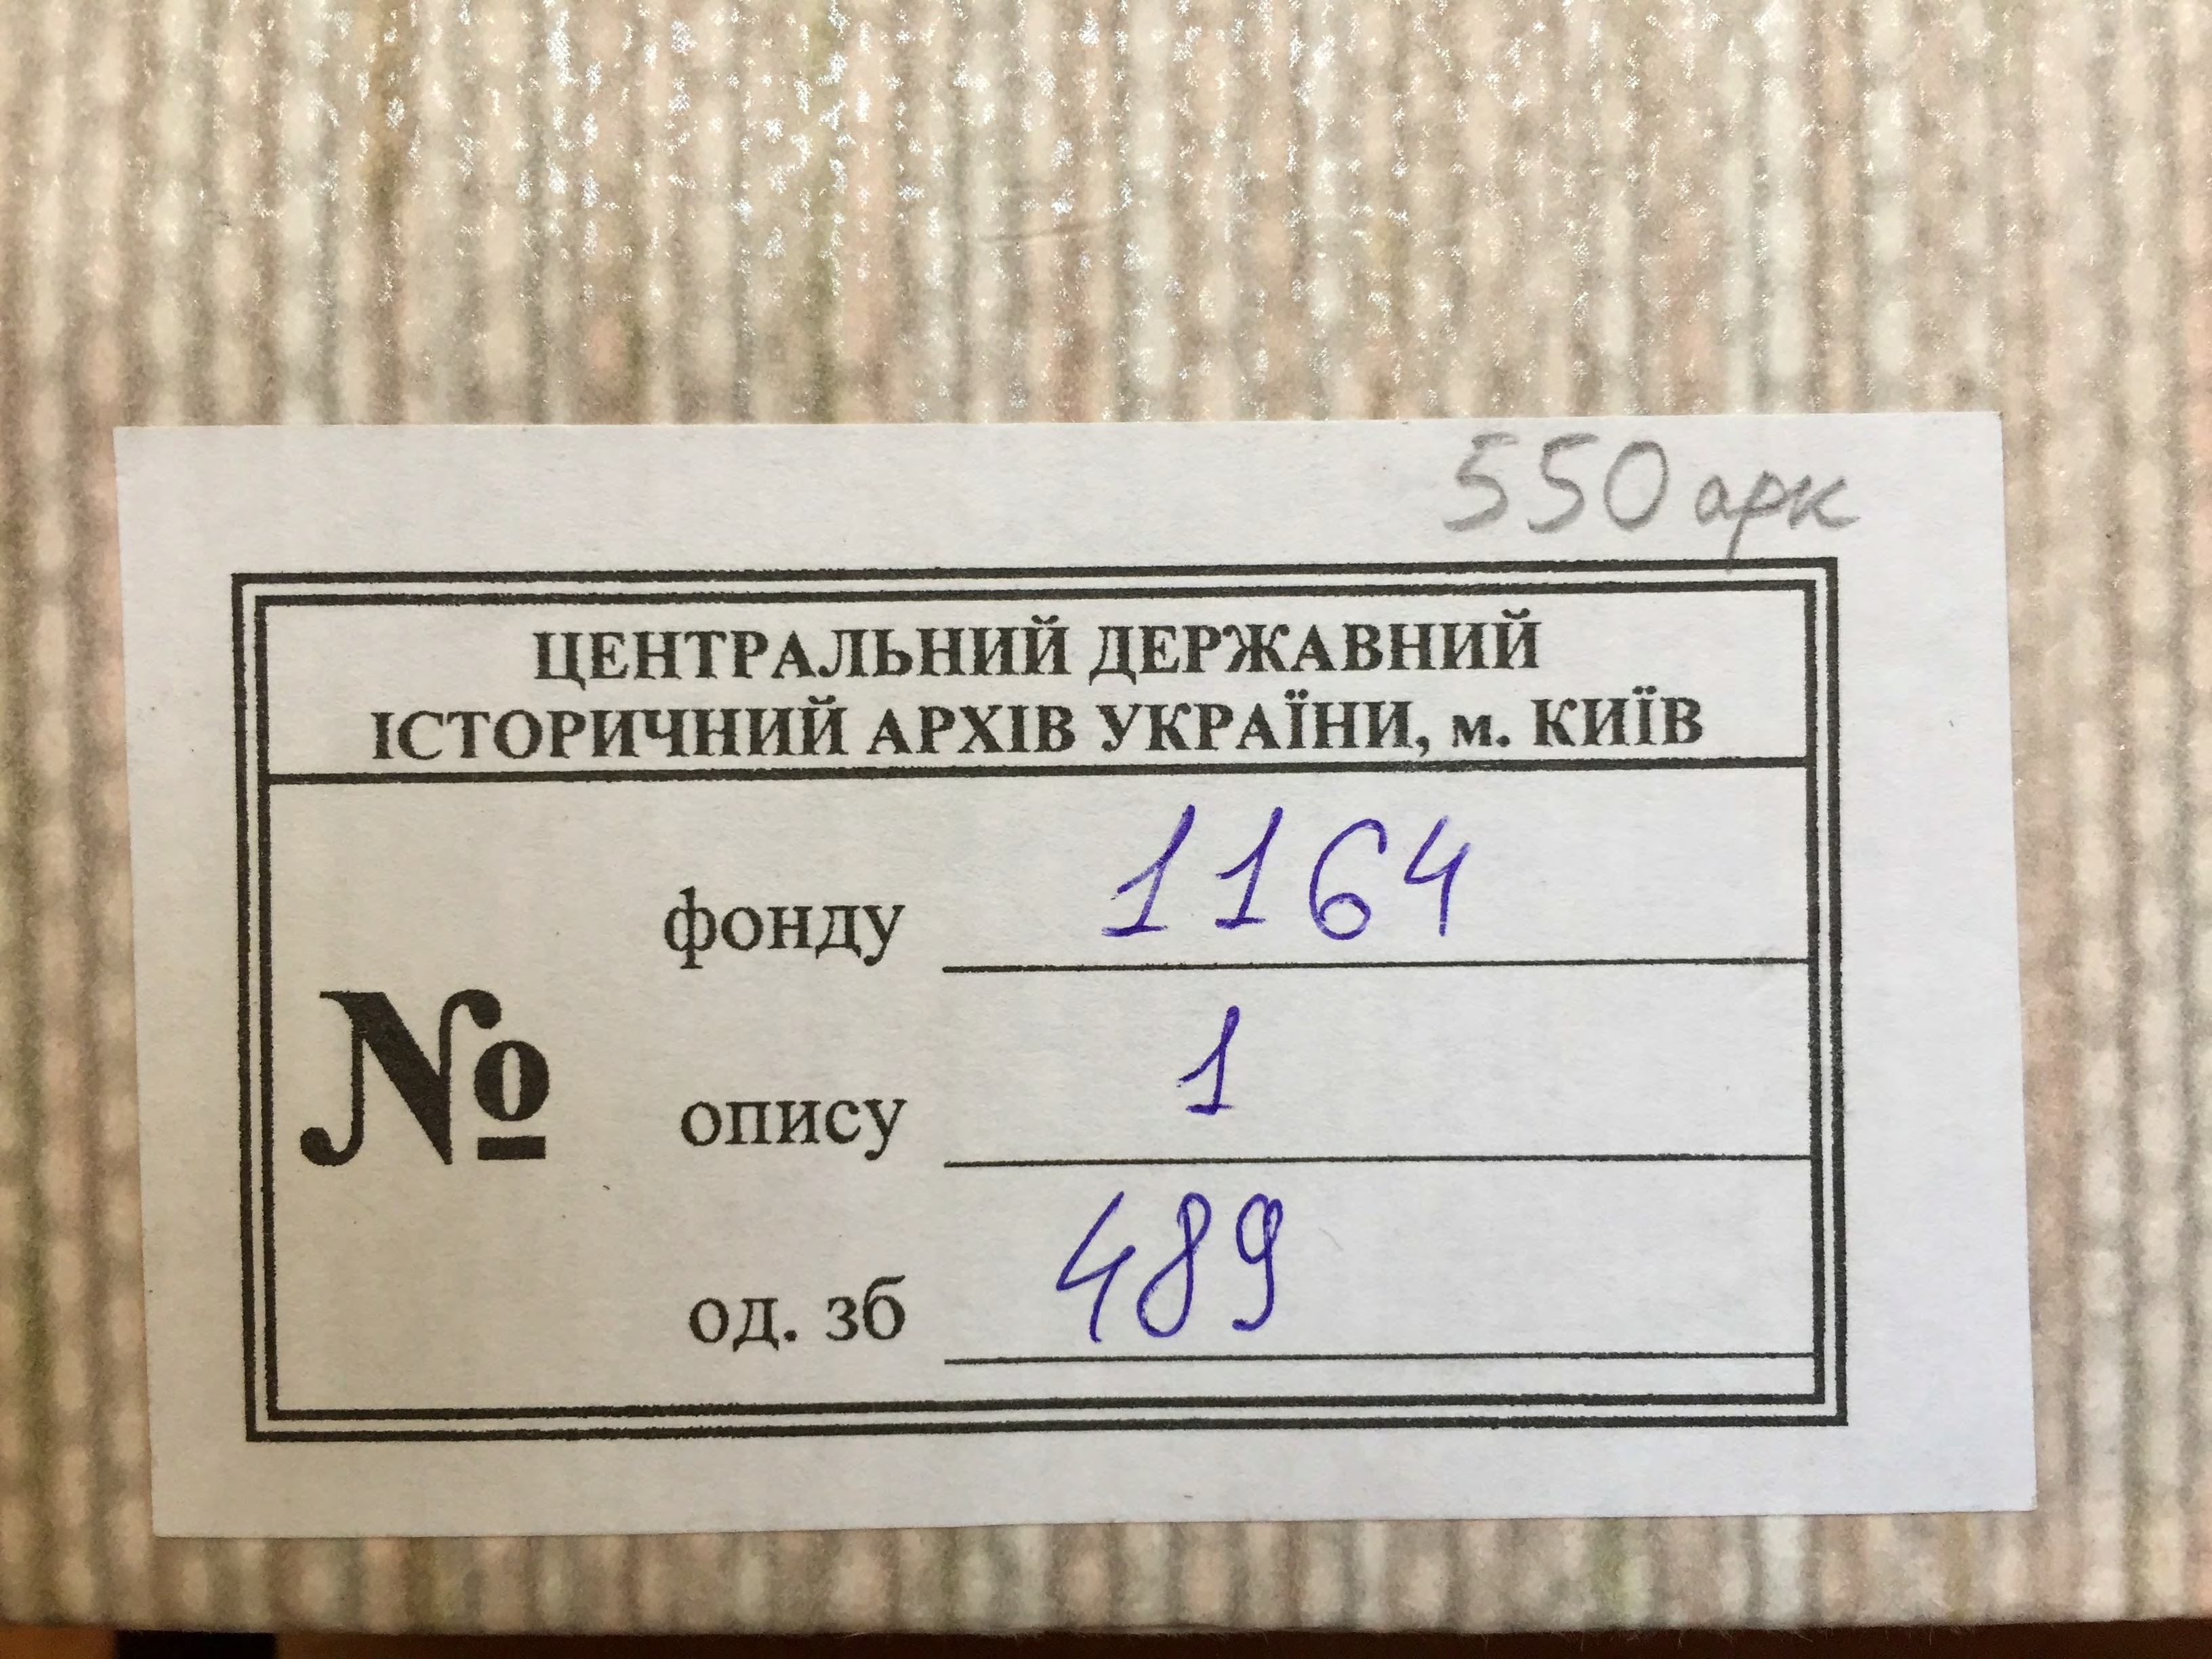 550 арк
ЦЕНТРАЛЬНИЙ ДЕРЖАВНИЙ
ІСТОРИЧНИЙ АРХІВ УКРАЇНИ, м. КИЇВ
фонду 1164
№ опису 1
од. зб 489